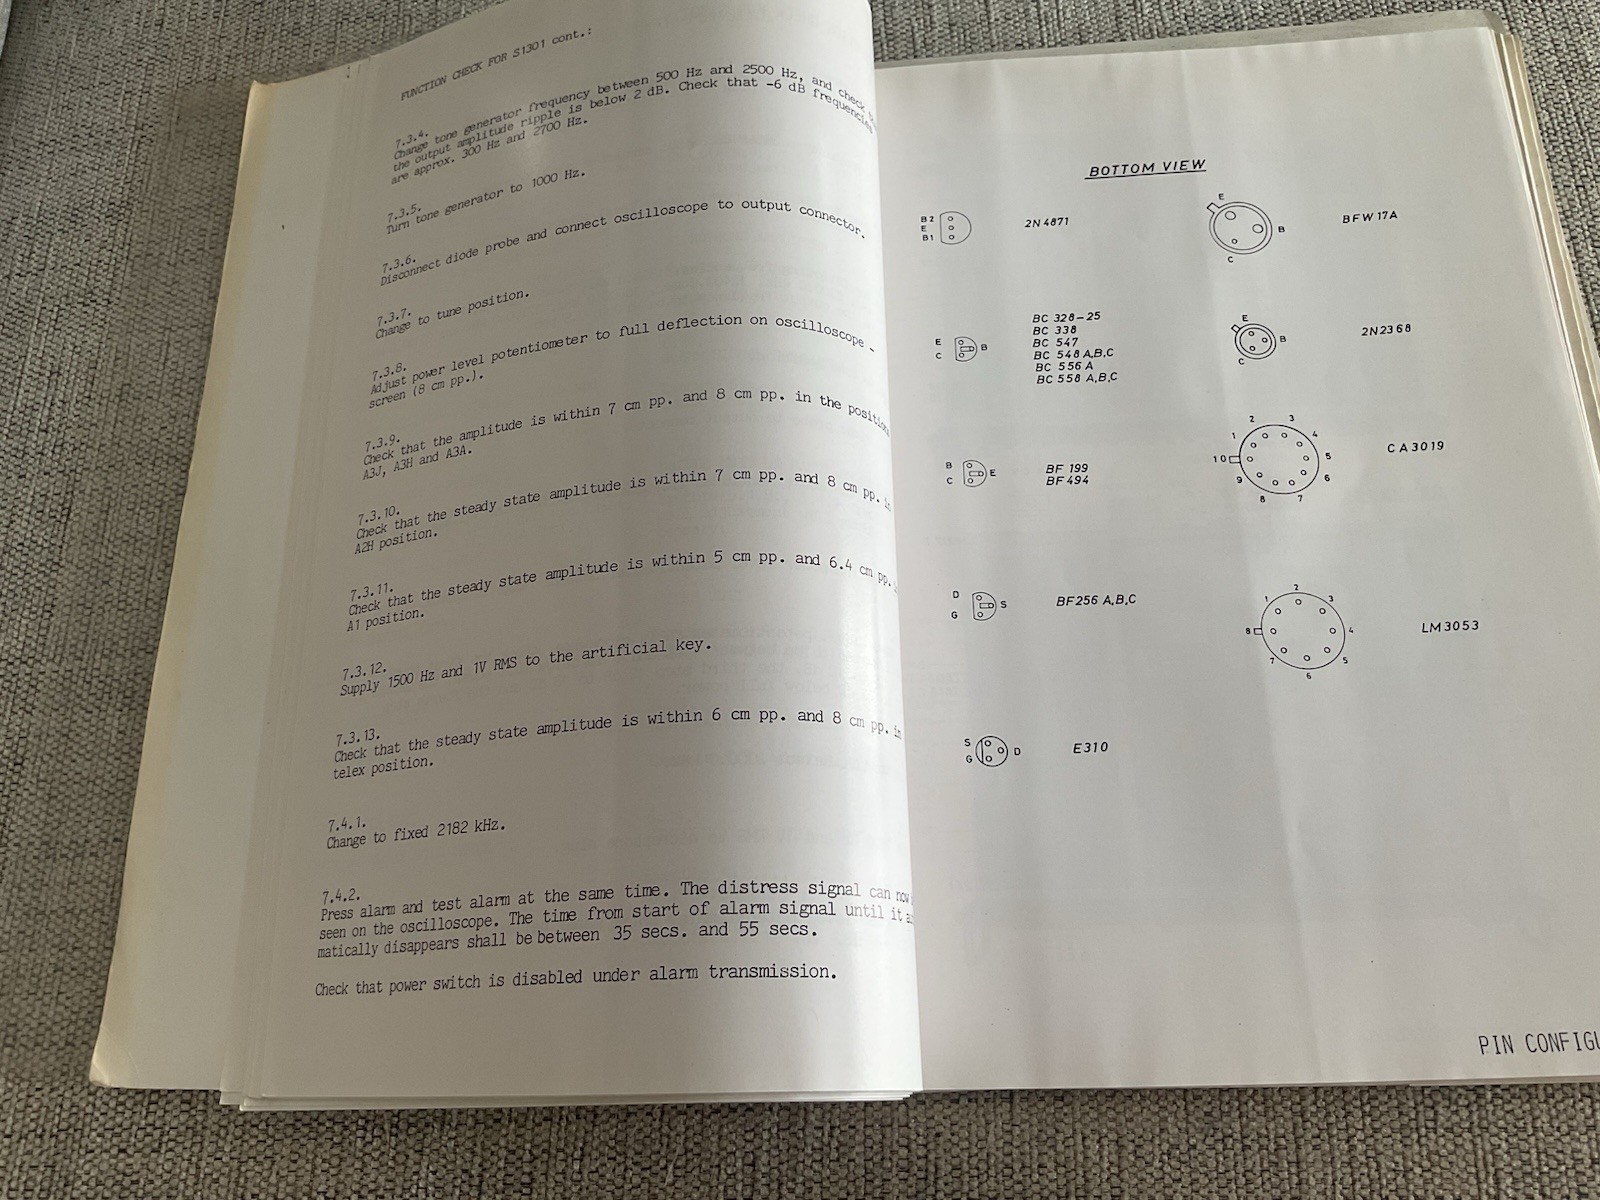 FUNCTION CHECK FOR S1301 cont.:
7.3.4.
Change tone generator frequency between 500 Hz and 2500 Hz, and check
the output amplitude ripple is below 2 dB. Check that -6 dB frequencies
are approx. 300 Hz and 2700 Hz.
7.3.5.
Turn tone generator to 1000 Hz.
7.3.6.
Disconnect diode probe and connect oscilloscope to output connector.
7.3.7.
Change to tune position.
7.3.8.
Adjust power level potentiometer to full deflection on oscilloscope -
screen (8 cm pp.).
7.3.9.
Check that the amplitude is within 7 cm pp. and 8 cm pp. in the position
A3J, A3H and A3A.
7.3.10.
Check that the steady state amplitude is within 7 cm pp. and 8 cm pp. in
A2H position.
7.3.11.
Check that the steady state amplitude is within 5 cm pp. and 6.4 cm pp.
A1 position.
7.3.12.
Supply 1500 Hz and 1V RMS to the artificial key.
7.3.13.
Check that the steady state amplitude is within 6 cm pp. and 8 cm pp. in
telex position.
7.4.1.
Change to fixed 2182 kHz.
7.4.2.
Press alarm and test alarm at the same time. The distress signal can now
seen on the oscilloscope. The time from start of alarm signal until it
matically disappears shall be between 35 secs. and 55 secs.
Check that power switch is disabled under alarm transmission.
BOTTOM VIEW
B2
E
B1
2N4871
E
B
C
BFW17A
E
C
B
BC 328-25
BC 338
BC 547
BC 548 A,B,C
BC 556 A
BC 558 A,B,C
E
B
C
2N2368
B
C
E
BF 199
BF 494
1 2 3 4 5 6 7 8 9 10
CA3019
D
G
S
BF256 A,B,C
1 2 3 4 5 6 7 8
LM3053
S
G
D
E310
PIN CONFIGU